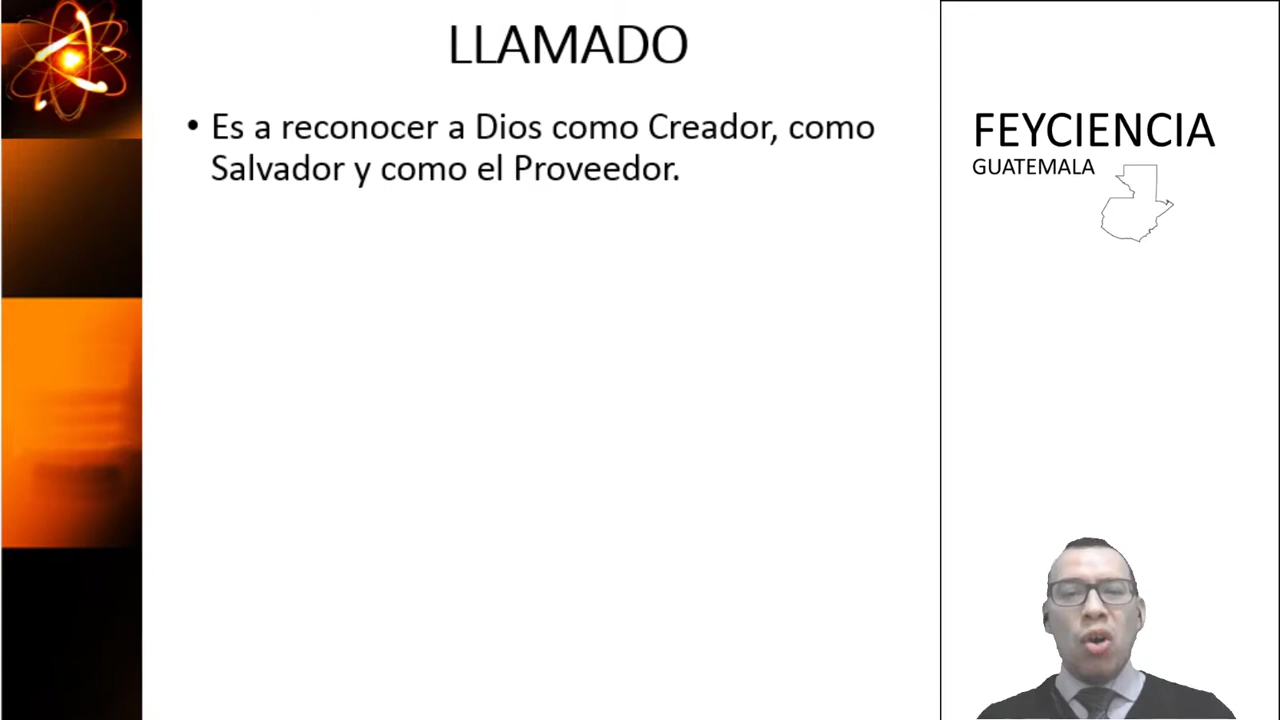 LLAMADO
• Es a reconocer a Dios como Creador, como
Salvador y como el Proveedor.
FEYCIENCIA
GUATEMALA